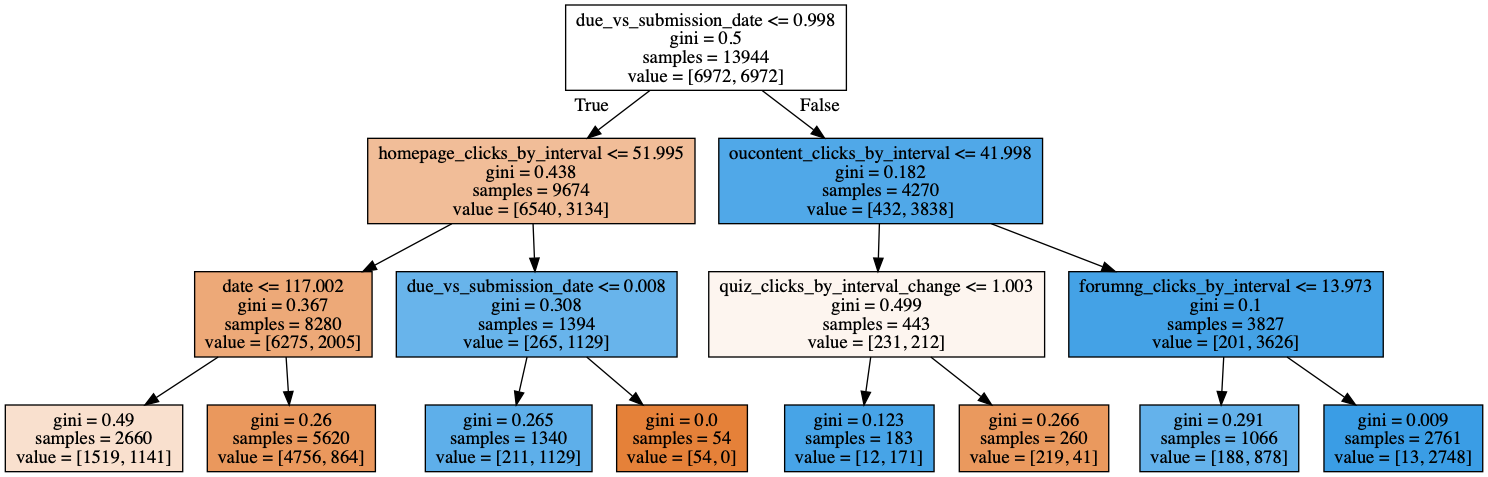 due_vs_submission_date <= 0.998
gini = 0.5
samples = 13944
value = [6972, 6972]
True
False
homepage_clicks_by_interval <= 51.995
gini = 0.438
samples = 9674
value = [6540, 3134]
oucontent_clicks_by_interval <= 41.998
gini = 0.182
samples = 4270
value = [432, 3838]
date <= 117.002
gini = 0.367
samples = 8280
value = [6275, 2005]
due_vs_submission_date <= 0.008
gini = 0.308
samples = 1394
value = [265, 1129]
quiz_clicks_by_interval_change <= 1.003
gini = 0.499
samples = 443
value = [231, 212]
forumng_clicks_by_interval <= 13.973
gini = 0.1
samples = 3827
value = [201, 3626]
gini = 0.49
samples = 2660
value = [1519, 1141]
gini = 0.26
samples = 5620
value = [4756, 864]
gini = 0.265
samples = 1340
value = [211, 1129]
gini = 0.0
samples = 54
value = [54, 0]
gini = 0.123
samples = 183
value = [12, 171]
gini = 0.266
samples = 260
value = [219, 41]
gini = 0.291
samples = 1066
value = [188, 878]
gini = 0.009
samples = 2761
value = [13, 2748]